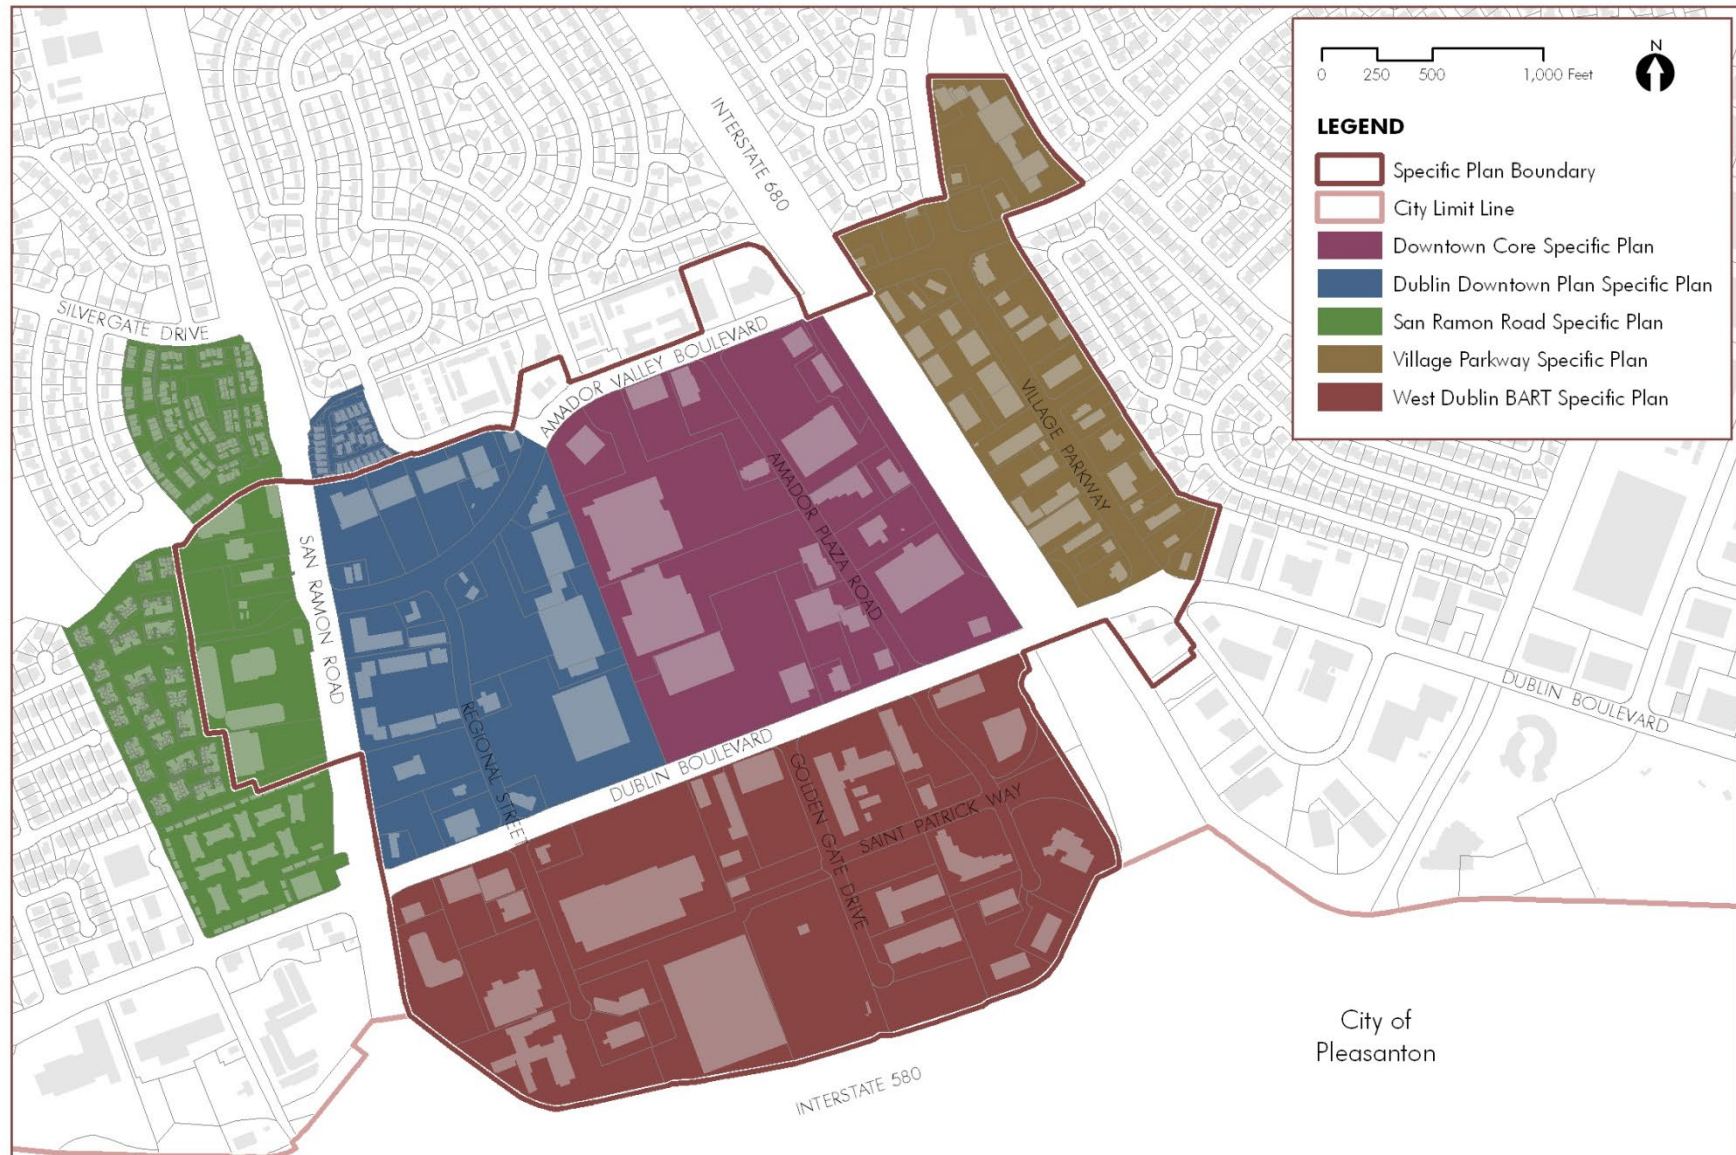 N
0 250 500 1,000 Feet
LEGEND
Specific Plan Boundary
City Limit Line
Downtown Core Specific Plan
Dublin Downtown Plan Specific Plan
San Ramon Road Specific Plan
Village Parkway Specific Plan
West Dublin BART Specific Plan
INTERSTATE 680
SILVERGATE DRIVE
AMADOR VALLEY BOULEVARD
VILLAGE PARKWAY
AMADOR PLAZA ROAD
SAN RAMON ROAD
REGIONAL STREET
DUBLIN BOULEVARD
DUBLIN BOULEVARD
GOLDEN GATE DRIVE
SAINT PATRICK WAY
City of
Pleasanton
INTERSTATE 580